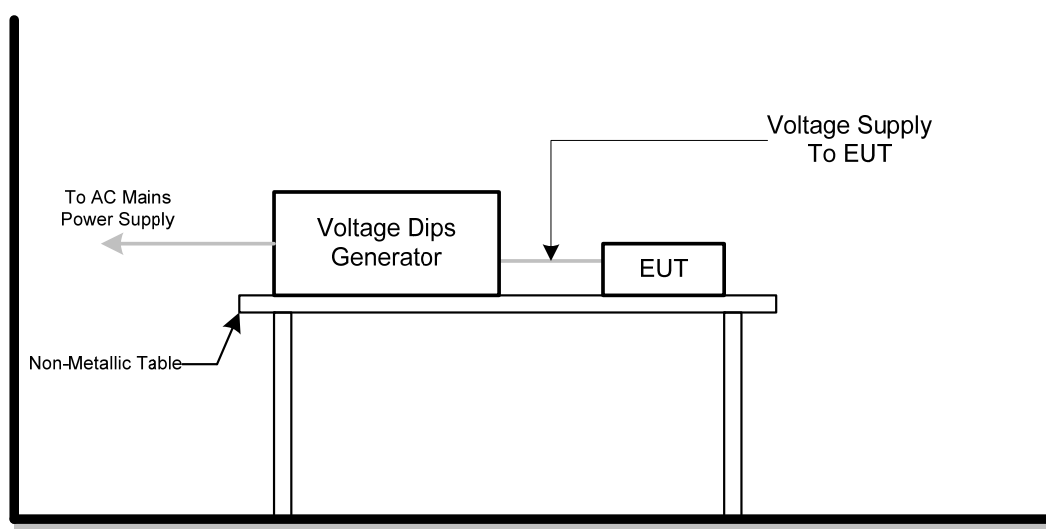 Voltage Supply
To EUT
To AC Mains
Power Supply
Voltage Dips
Generator
EUT
Non-Metallic Table